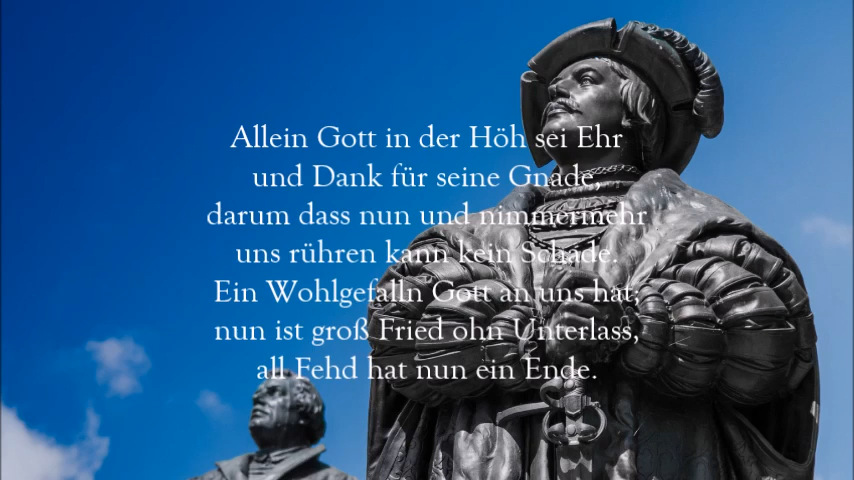 Allein Gott in der Höh sei Ehr
und Dank für seine Gnade,
darum dass nun und nimmermehr
uns rühren kann kein Schade.
Ein Wohlgefalln Gott an uns hat;
nun ist groß Fried ohn Unterlass,
all Fehd hat nun ein Ende.